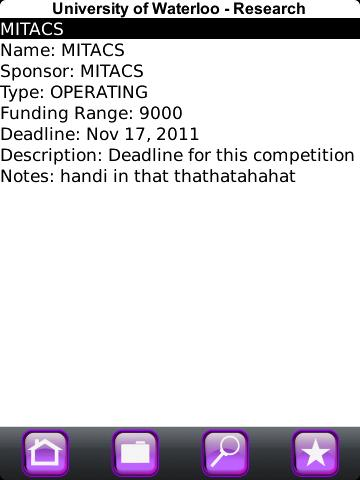 University of Waterloo - Research
MITACS
Name: MITACS
Sponsor: MITACS
Type: OPERATING
Funding Range: 9000
Deadline: Nov 17, 2011
Description: Deadline for this competition
Notes: handi in that thathatahahat